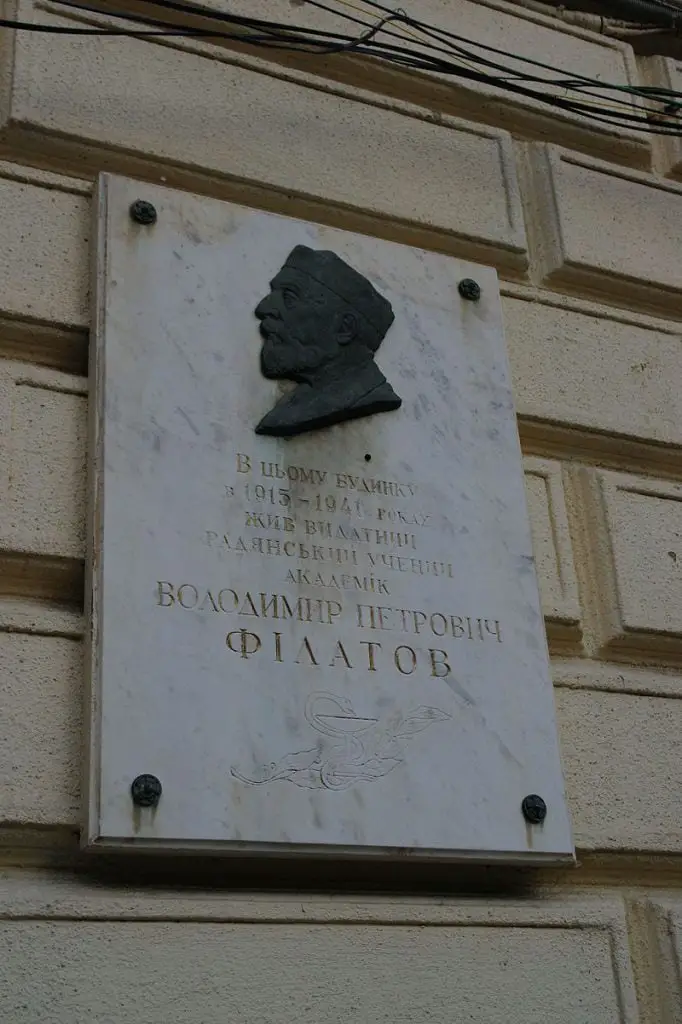 В ЦЬОМУ БУДИНКУ
В 1915-1941 РОКАХ
ЖИВ ВИДАТНИЙ
РАДЯНСЬКИЙ УЧЕНИЙ
АКАДЕМІК
ВОЛОДИМИР ПЕТРОВИЧ
ФІЛАТОВ